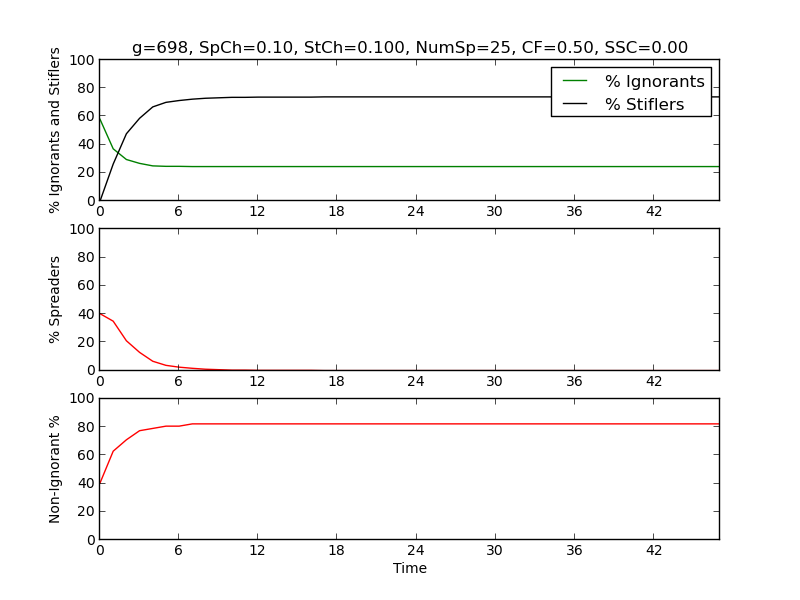 g=698, SpCh=0.10, StCh=0.100, NumSp=25, CF=0.50, SSC=0.00
% Ignorants and Stiflers
100
80
60
40
20
0
% Ignorants
% Stiflers
0 6 12 18 24 30 36 42
% Spreaders
100
80
60
40
20
0
0 6 12 18 24 30 36 42
Non-Ignorant %
100
80
60
40
20
0
0 6 12 18 24 30 36 42
Time